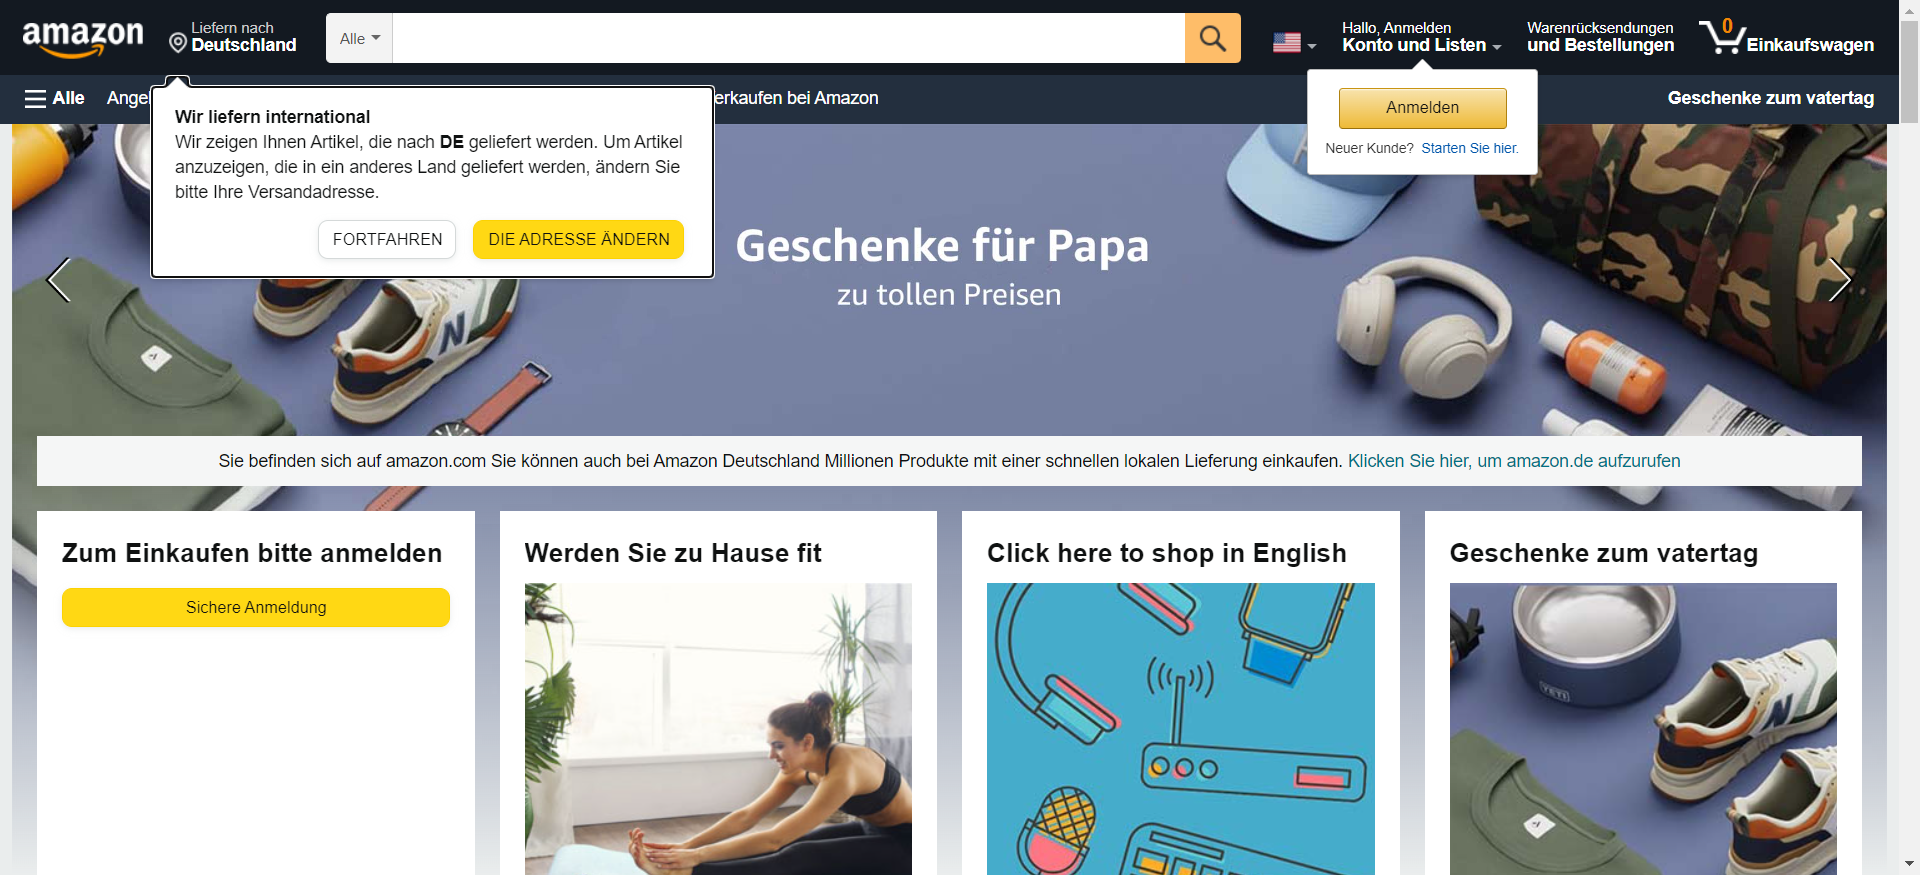 amazon
Liefern nach
Deutschland
Alle
Hallo, Anmelden
Konto und Listen
Warenrücksendungen
und Bestellungen
0
Einkaufswagen
Alle
Ange
erkaufen bei Amazon
Geschenke zum vatertag
Wir liefern international
Wir zeigen Ihnen Artikel, die nach DE geliefert werden. Um Artikel
anzuzeigen, die in ein anderes Land geliefert werden, ändern Sie
bitte Ihre Versandadresse.
FORTFAHREN
DIE ADRESSE ÄNDERN
Anmelden
Neuer Kunde? Starten Sie hier.
Geschenke für Papa
zu tollen Preisen
Sie befinden sich auf amazon.com Sie können auch bei Amazon Deutschland Millionen Produkte mit einer schnellen lokalen Lieferung einkaufen. Klicken Sie hier, um amazon.de aufzurufen
Zum Einkaufen bitte anmelden
Sichere Anmeldung
Werden Sie zu Hause fit
Click here to shop in English
Geschenke zum vatertag
YETI